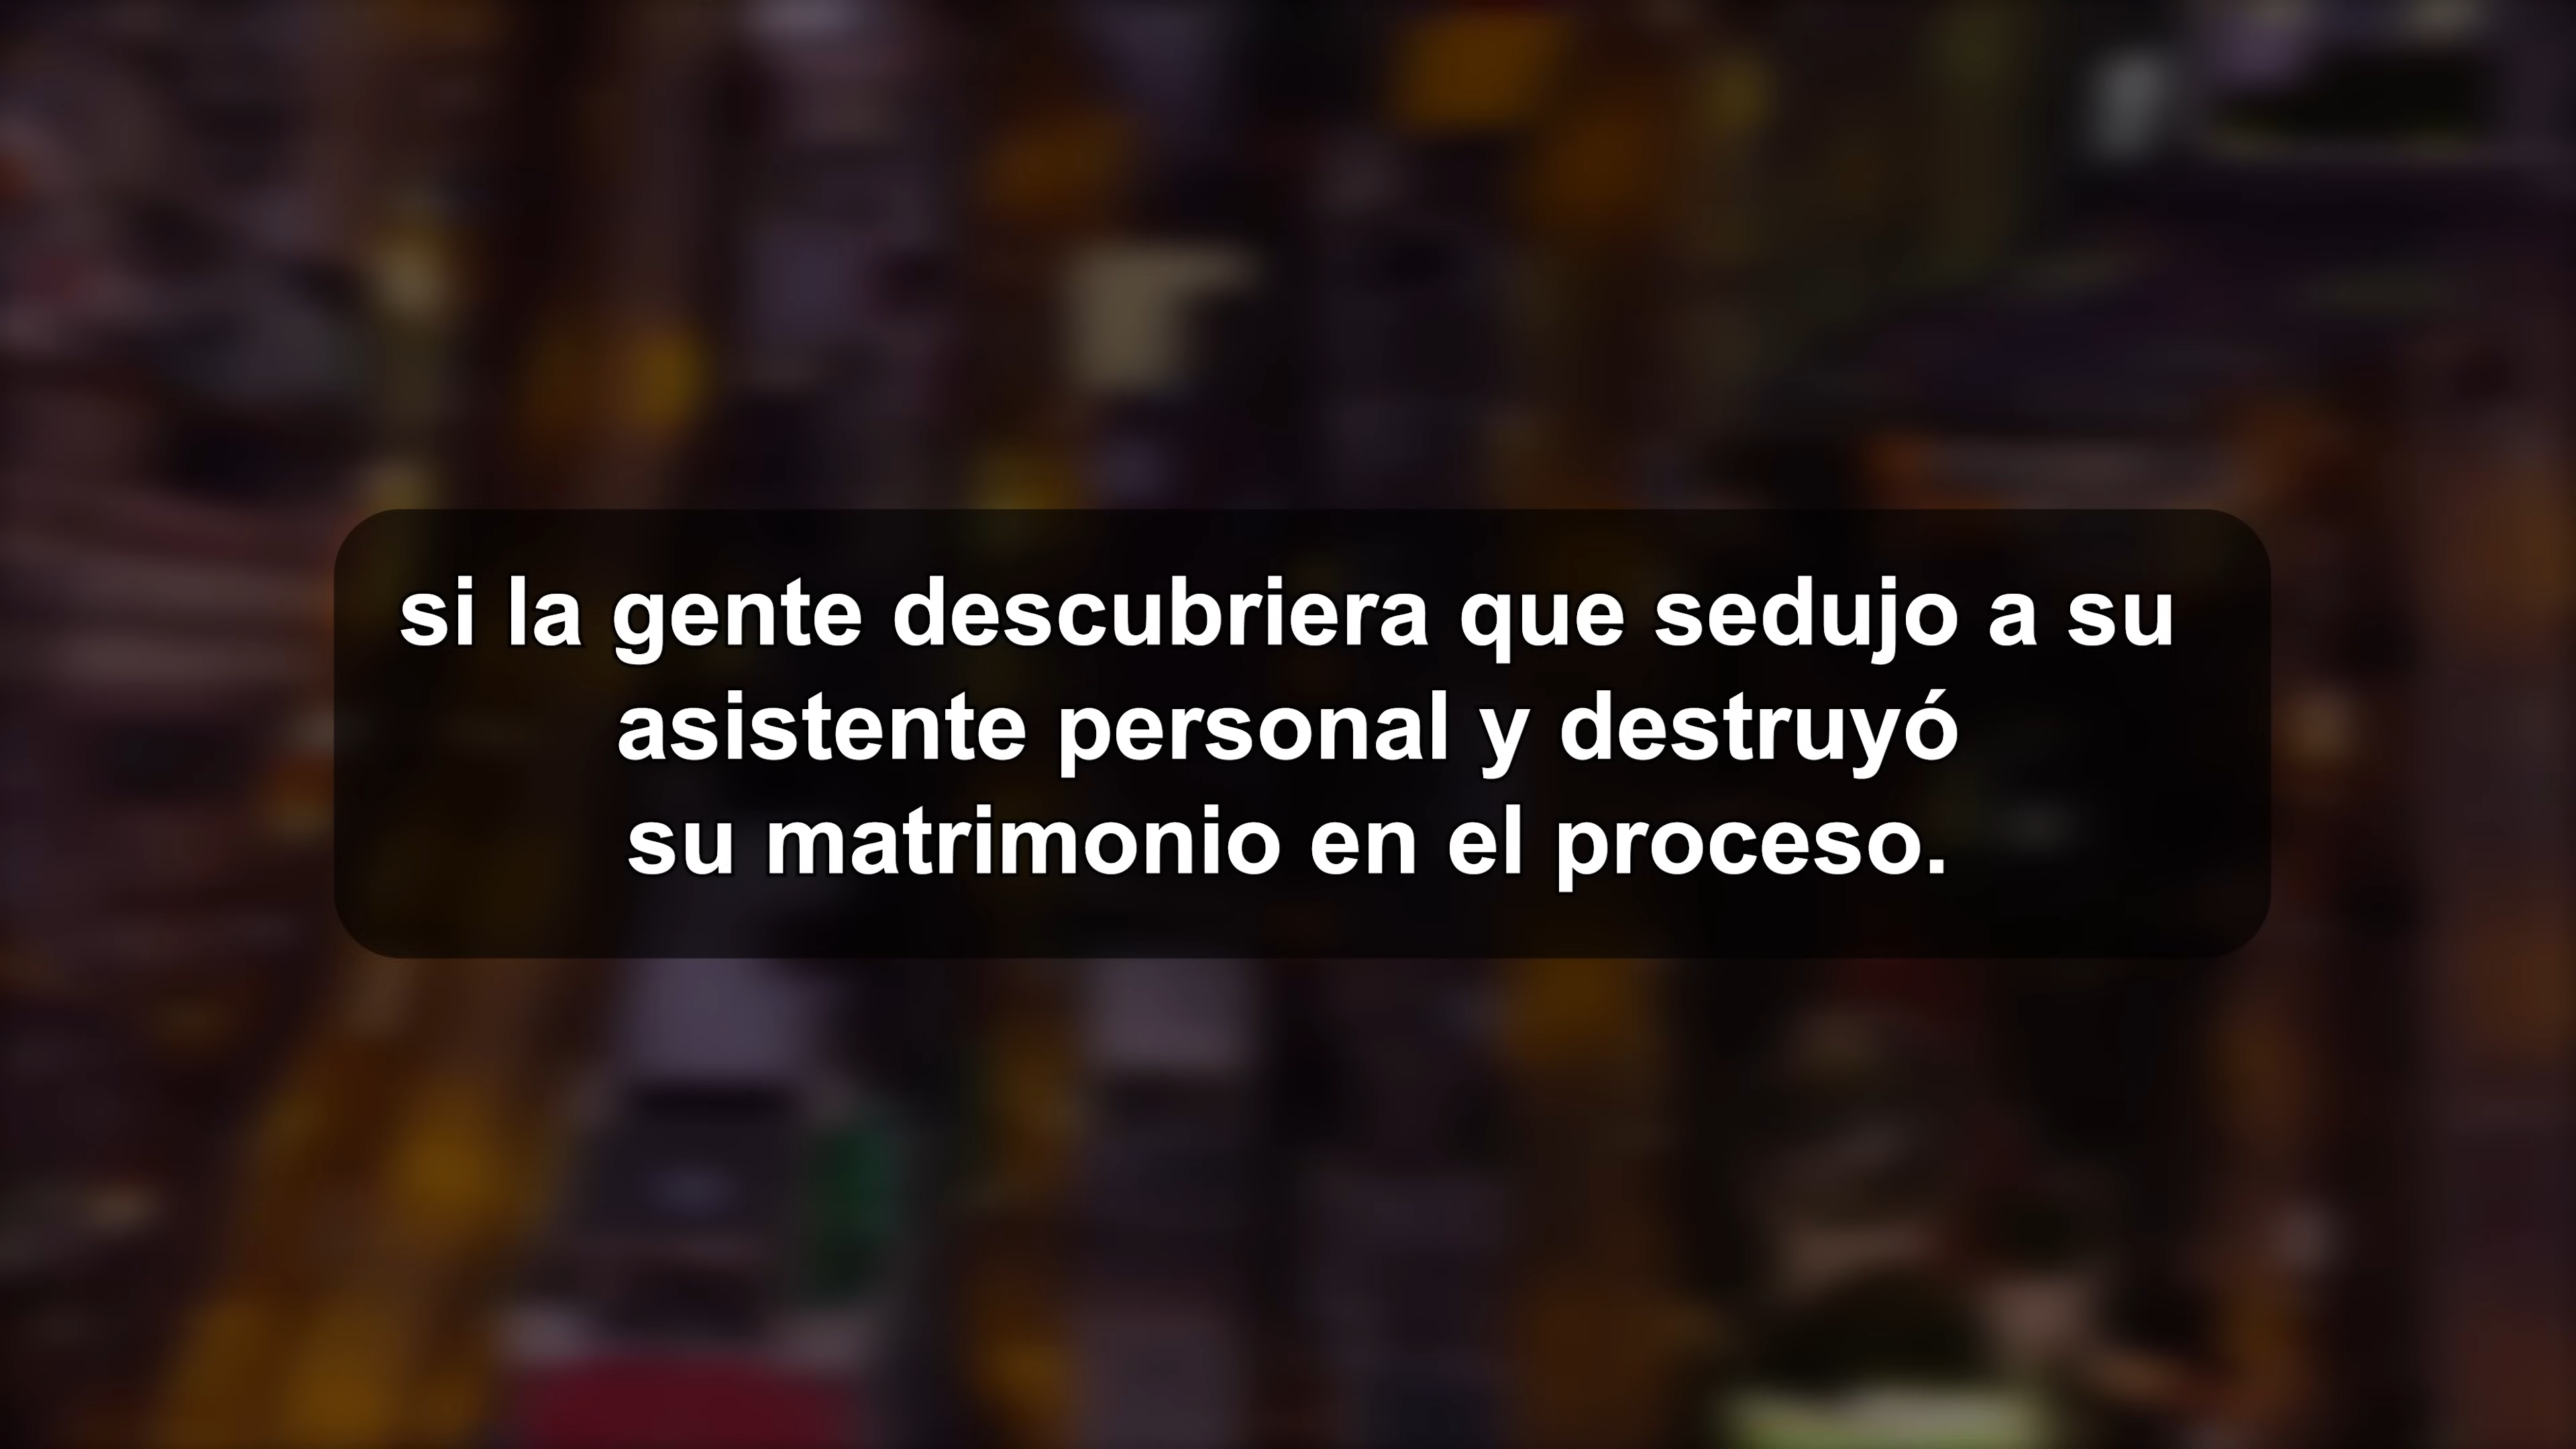 si la gente descubriera que sedujo a su
asistente personal y destruyó
su matrimonio en el proceso.